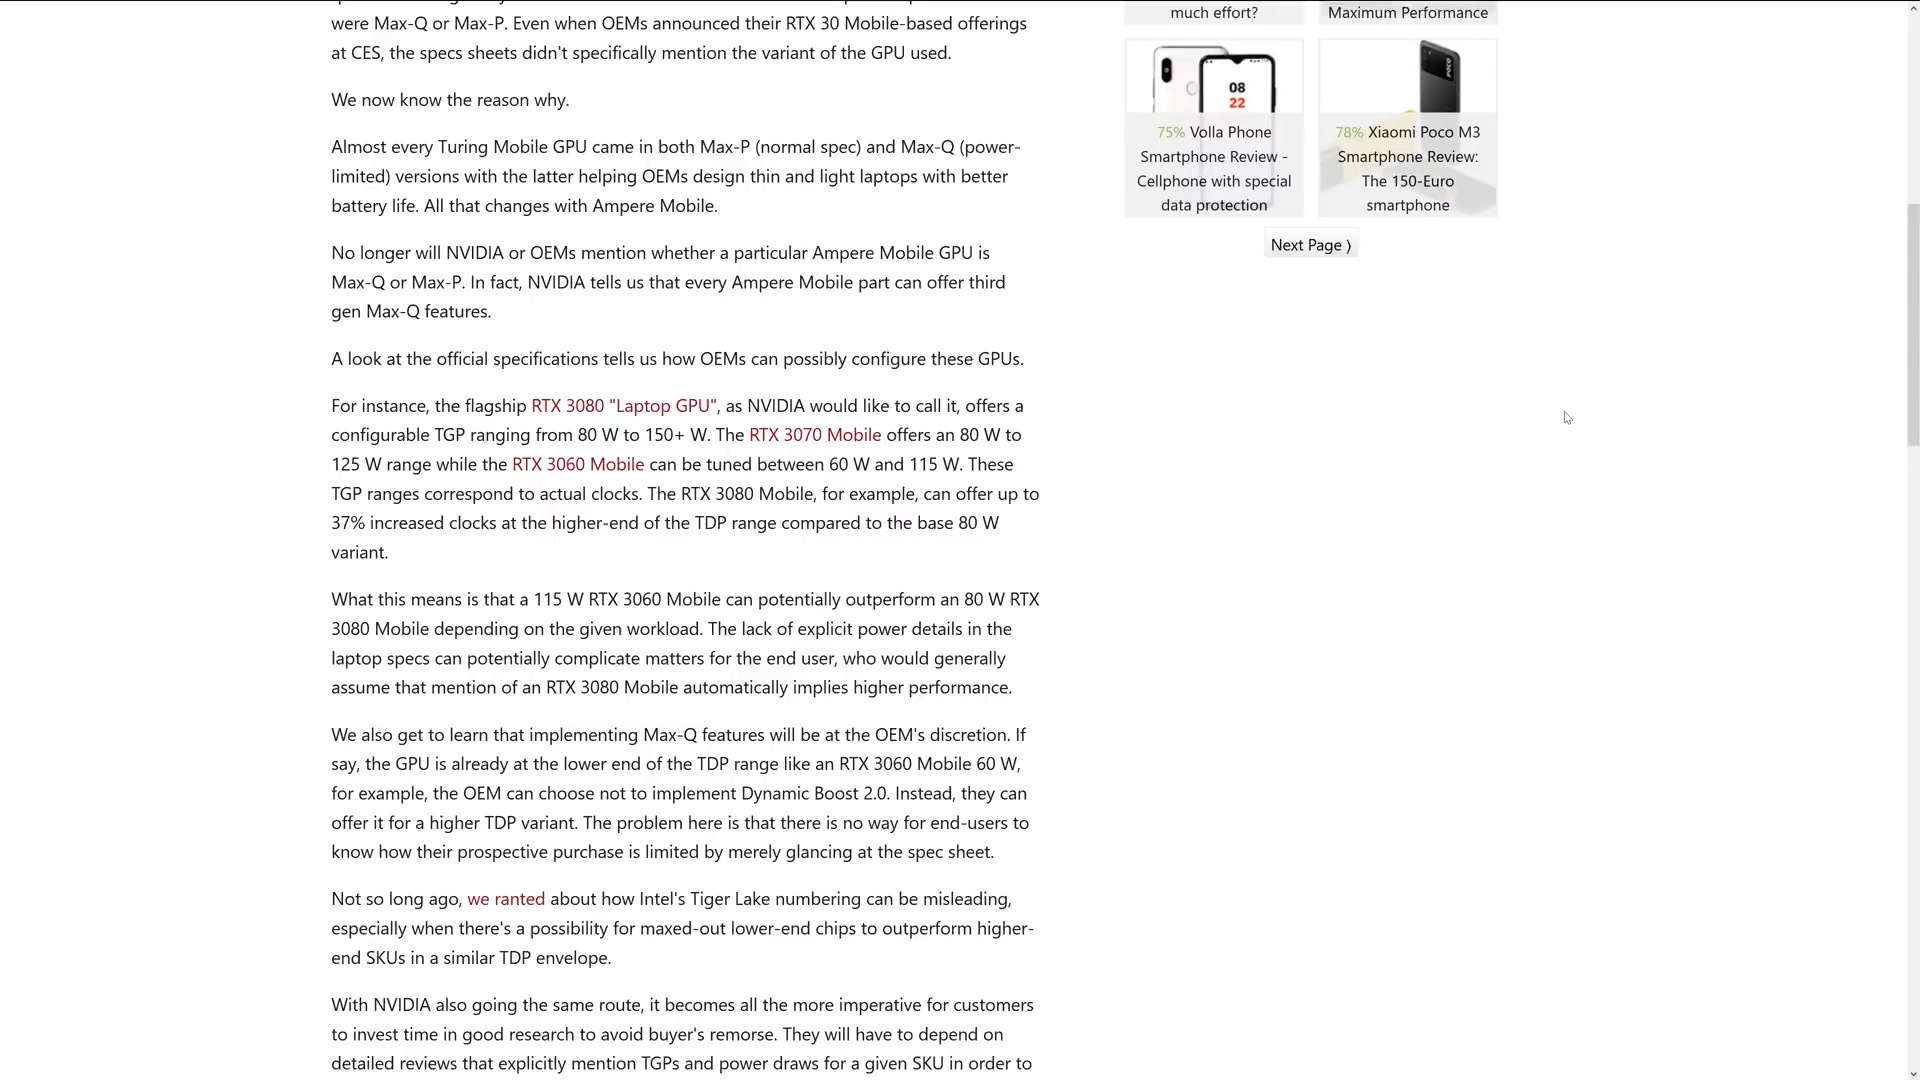 were Max-Q or Max-P. Even when OEMs announced their RTX 30 Mobile-based offerings
at CES, the specs sheets didn't specifically mention the variant of the GPU used.
We now know the reason why.
Almost every Turing Mobile GPU came in both Max-P (normal spec) and Max-Q (power-
limited) versions with the latter helping OEMs design thin and light laptops with better
battery life. All that changes with Ampere Mobile.
No longer will NVIDIA or OEMs mention whether a particular Ampere Mobile GPU is
Max-Q or Max-P. In fact, NVIDIA tells us that every Ampere Mobile part can offer third
gen Max-Q features.
A look at the official specifications tells us how OEMs can possibly configure these GPUs.
For instance, the flagship RTX 3080 "Laptop GPU", as NVIDIA would like to call it, offers a
configurable TGP ranging from 80 W to 150+ W. The RTX 3070 Mobile offers an 80 W to
125 W range while the RTX 3060 Mobile can be tuned between 60 W and 115 W. These
TGP ranges correspond to actual clocks. The RTX 3080 Mobile, for example, can offer up to
37% increased clocks at the higher-end of the TDP range compared to the base 80 W
variant.
What this means is that a 115 W RTX 3060 Mobile can potentially outperform an 80 W RTX
3080 Mobile depending on the given workload. The lack of explicit power details in the
laptop specs can potentially complicate matters for the end user, who would generally
assume that mention of an RTX 3080 Mobile automatically implies higher performance.
We also get to learn that implementing Max-Q features will be at the OEM's discretion. If
say, the GPU is already at the lower end of the TDP range like an RTX 3060 Mobile 60 W,
for example, the OEM can choose not to implement Dynamic Boost 2.0. Instead, they can
offer it for a higher TDP variant. The problem here is that there is no way for end-users to
know how their prospective purchase is limited by merely glancing at the spec sheet.
Not so long ago, we ranted about how Intel's Tiger Lake numbering can be misleading,
especially when there's a possibility for maxed-out lower-end chips to outperform higher-
end SKUs in a similar TDP envelope.
With NVIDIA also going the same route, it becomes all the more imperative for customers
to invest time in good research to avoid buyer's remorse. They will have to depend on
detailed reviews that explicitly mention TGPs and power draws for a given SKU in order to
much effort?
Maximum Performance
08
22
75% Volla Phone
Smartphone Review -
Cellphone with special
data protection
POCO
78% Xiaomi Poco M3
Smartphone Review:
The 150-Euro
smartphone
Next Page ⟩